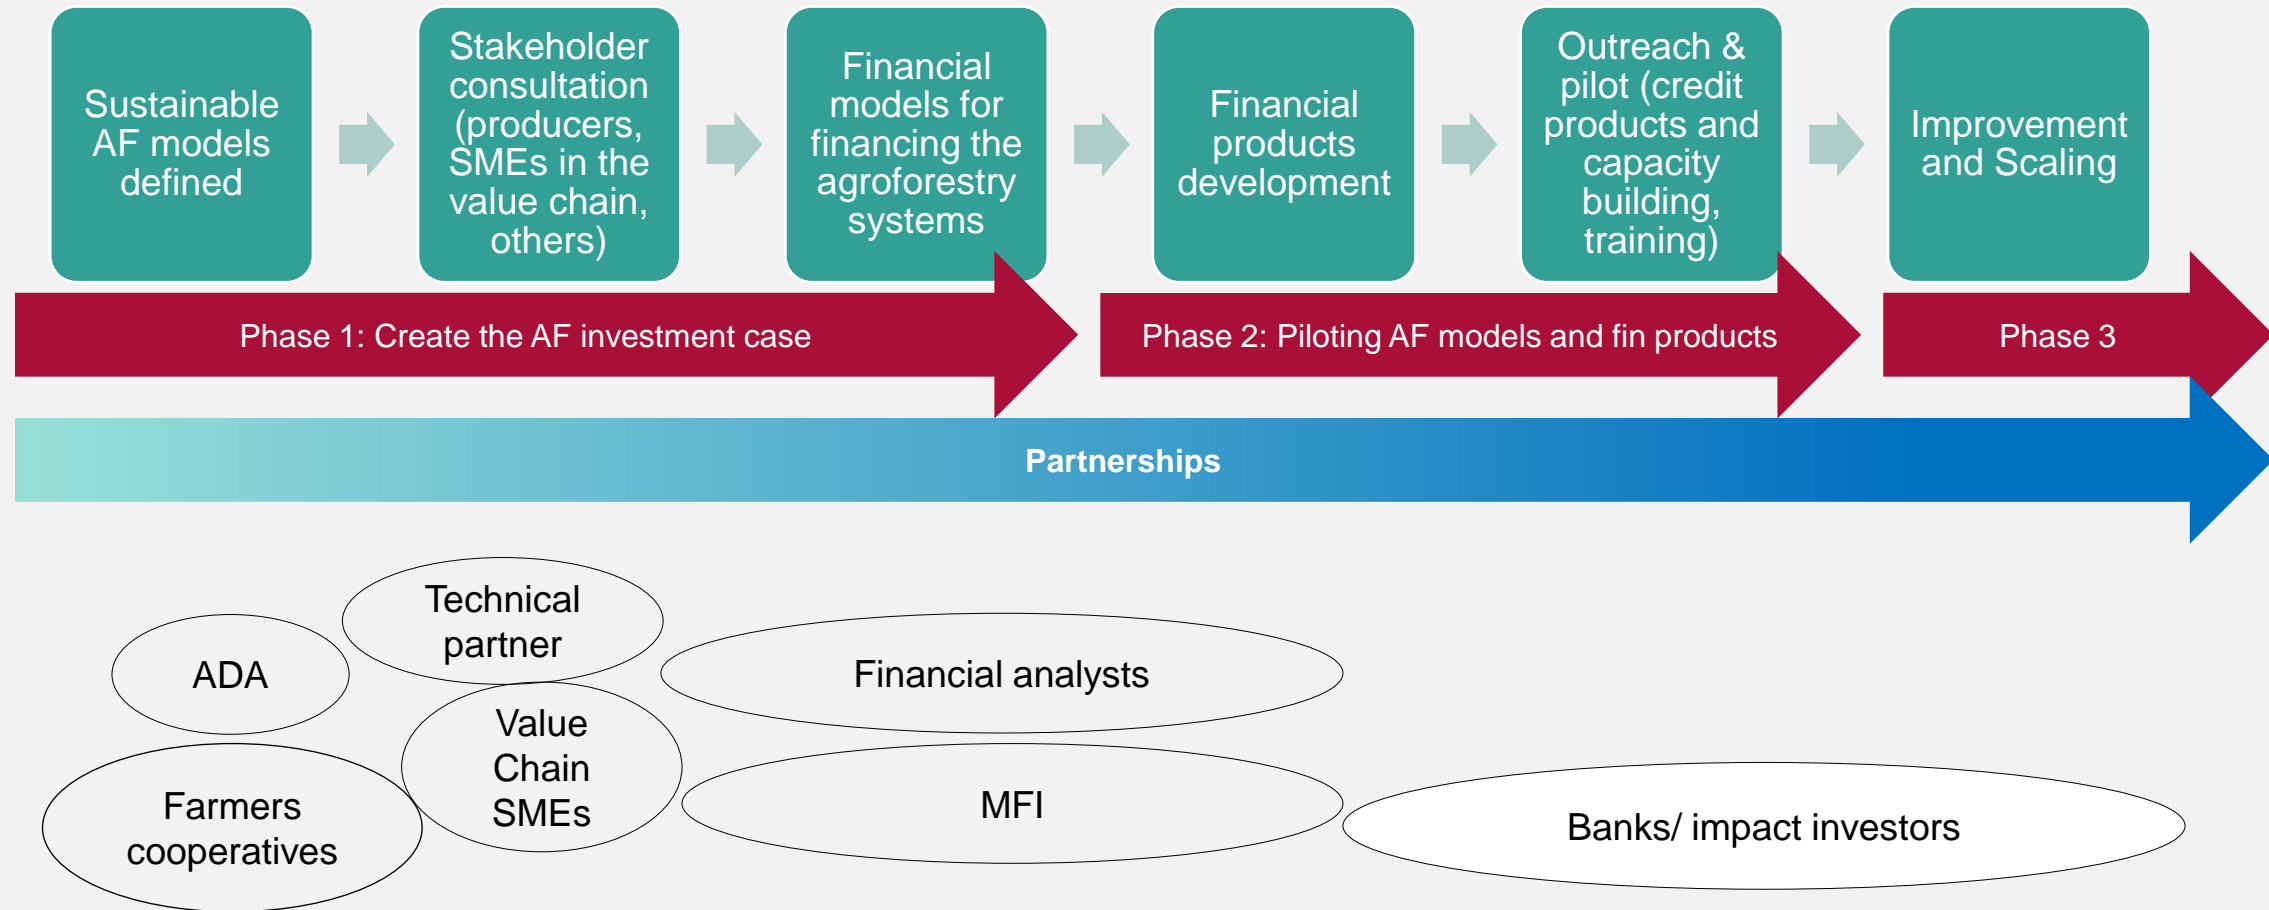 Sustainable
AF models
defined
Stakeholder
consultation
(producers,
SMEs in the
value chain,
others)
Financial
models for
financing the
agroforestry
systems
Financial
products
development
Outreach &
pilot (credit
products and
capacity
building,
training)
Improvement
and Scaling
Phase 1: Create the AF investment case
Phase 2: Piloting AF models and fin products
Phase 3
Partnerships
Technical
partner
ADA
Financial analysts
Value
Chain
SMEs
Farmers
cooperatives
MFI
Banks/ impact investors